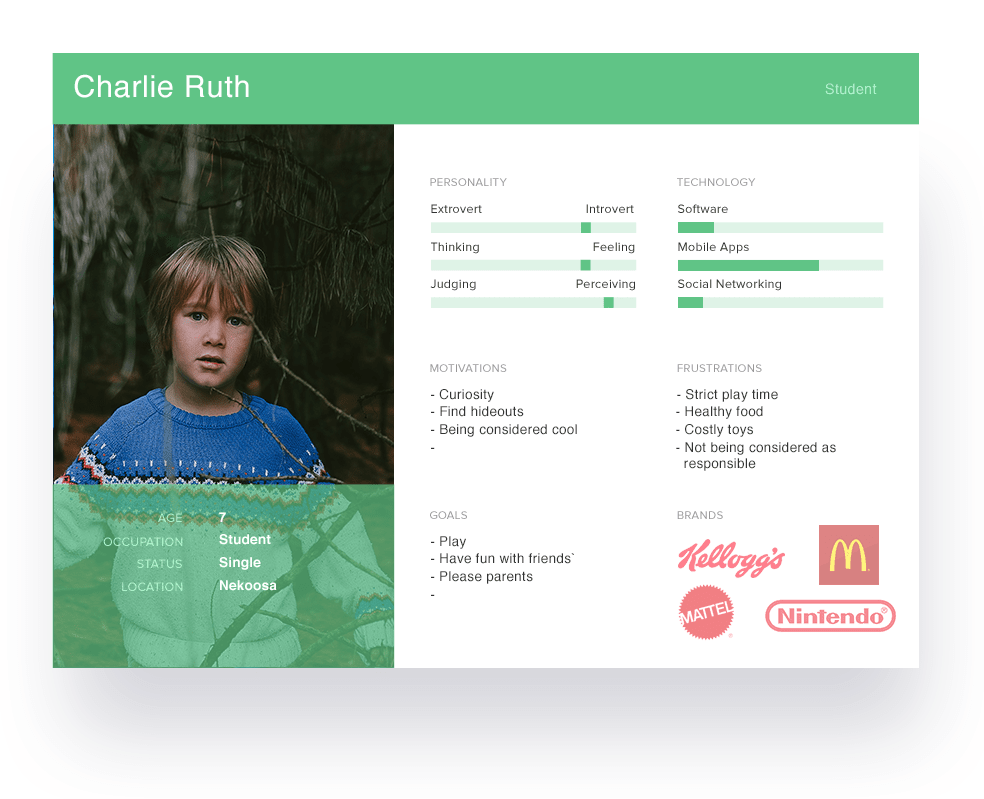 Charlie Ruth
Student
AGE 7
OCCUPATION Student
STATUS Single
LOCATION Nekoosa
PERSONALITY
Extrovert Introvert
Thinking Feeling
Judging Perceiving
TECHNOLOGY
Software
Mobile Apps
Social Networking
MOTIVATIONS
- Curiosity
- Find hideouts
- Being considered cool
-
FRUSTRATIONS
- Strict play time
- Healthy food
- Costly toys
- Not being considered as
responsible
GOALS
- Play
- Have fun with friends`
- Please parents
-
BRANDS
Kellogg's
M
MATTEL®
Nintendo®